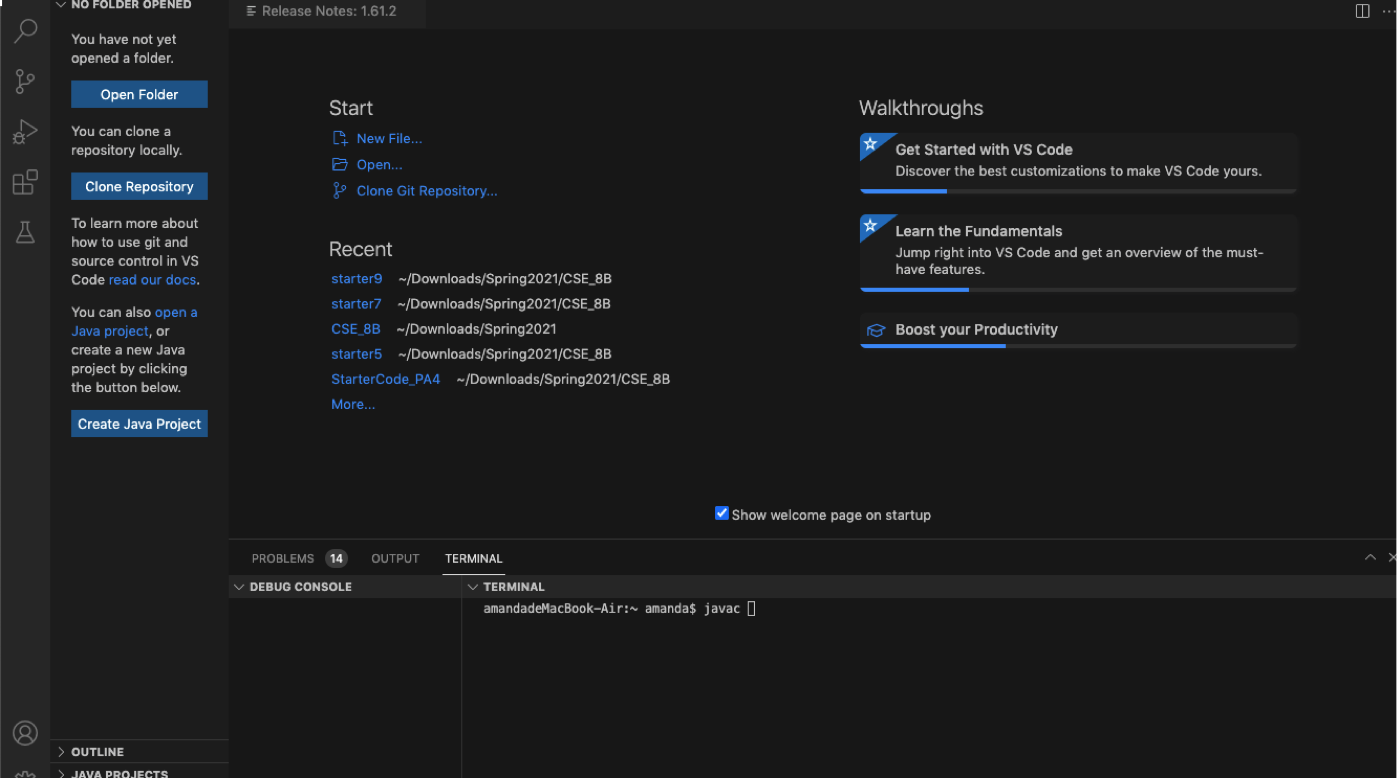 NO FOLDER OPENED
You have not yet
opened a folder.
Open Folder
You can clone a
repository locally.
Clone Repository
To learn more about
how to use git and
source control in VS
Code read our docs.
You can also open a
Java project, or
create a new Java
project by clicking
the button below.
Create Java Project
OUTLINE
JAVA PROJECTS
Release Notes: 1.61.2
Start
New File...
Open...
Clone Git Repository...
Recent
starter9 ~/Downloads/Spring2021/CSE_8B
starter7 ~/Downloads/Spring2021/CSE_8B
CSE_8B ~/Downloads/Spring2021
starter5 ~/Downloads/Spring2021/CSE_8B
StarterCode_PA4 ~/Downloads/Spring2021/CSE_8B
More...
Walkthroughs
Get Started with VS Code
Discover the best customizations to make VS Code yours.
Learn the Fundamentals
Jump right into VS Code and get an overview of the must-
have features.
Boost your Productivity
Show welcome page on startup
PROBLEMS 14 OUTPUT TERMINAL
DEBUG CONSOLE
TERMINAL
amandadeMacBook-Air:~ amanda$ javac